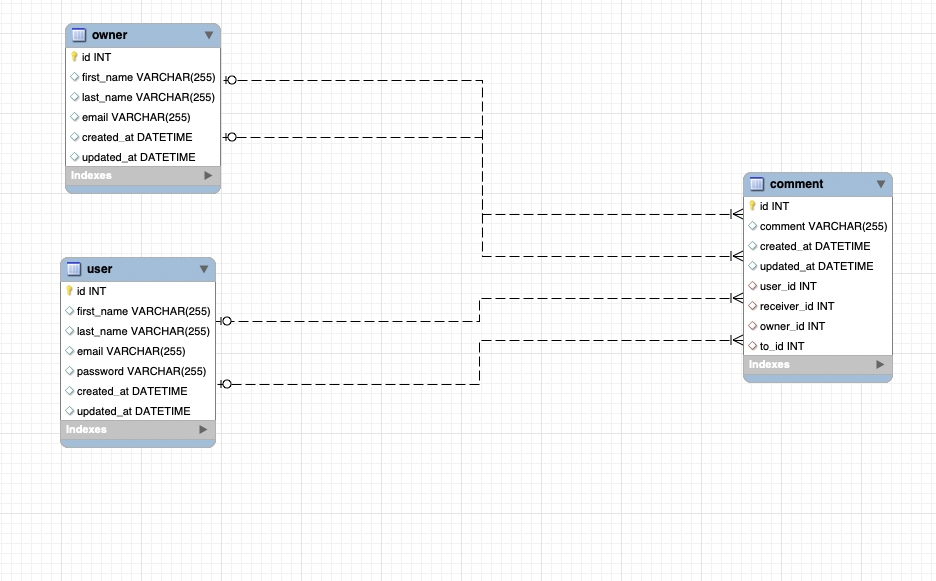 owner
id INT
first_name VARCHAR(255)
last_name VARCHAR(255)
email VARCHAR(255)
created_at DATETIME
updated_at DATETIME
Indexes
user
id INT
first_name VARCHAR(255)
last_name VARCHAR(255)
email VARCHAR(255)
password VARCHAR(255)
created_at DATETIME
updated_at DATETIME
Indexes
comment
id INT
comment VARCHAR(255)
created_at DATETIME
updated_at DATETIME
user_id INT
receiver_id INT
owner_id INT
to_id INT
Indexes